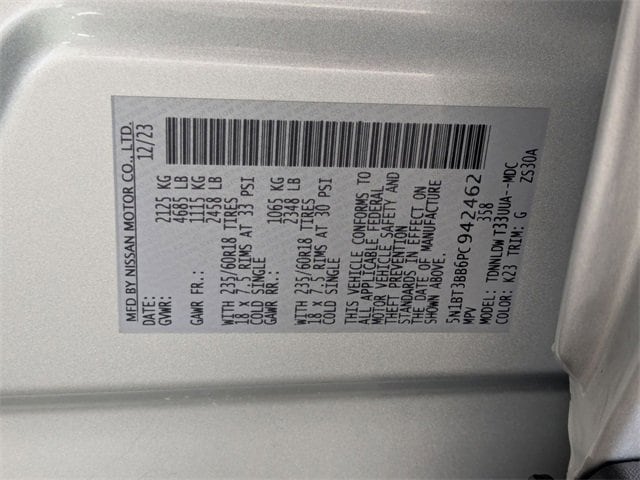 MFD BY NISSAN MOTOR CO., LTD.
DATE: 12/23
GVWR: 2125 KG
4685 LB
GAWR FR.: 1115 KG
2458 LB
WITH 235/60R18 TIRES
18 x 7.5 RIMS AT 33 PSI
COLD SINGLE
GAWR RR.: 1065 KG
2348 LB
WITH 235/60R18 TIRES
18 x 7.5 RIMS AT 30 PSI
COLD SINGLE
THIS VEHICLE CONFORMS TO
ALL APPLICABLE FEDERAL
MOTOR VEHICLE SAFETY AND
THEFT PREVENTION
STANDARDS IN EFFECT ON
THE DATE OF MANUFACTURE
SHOWN ABOVE.
5N1BT3BB6PC942462
MPV 358
MODEL: TDNNLDWT33UUA--MDC
COLOR: K23 TRIM: G ZS30A